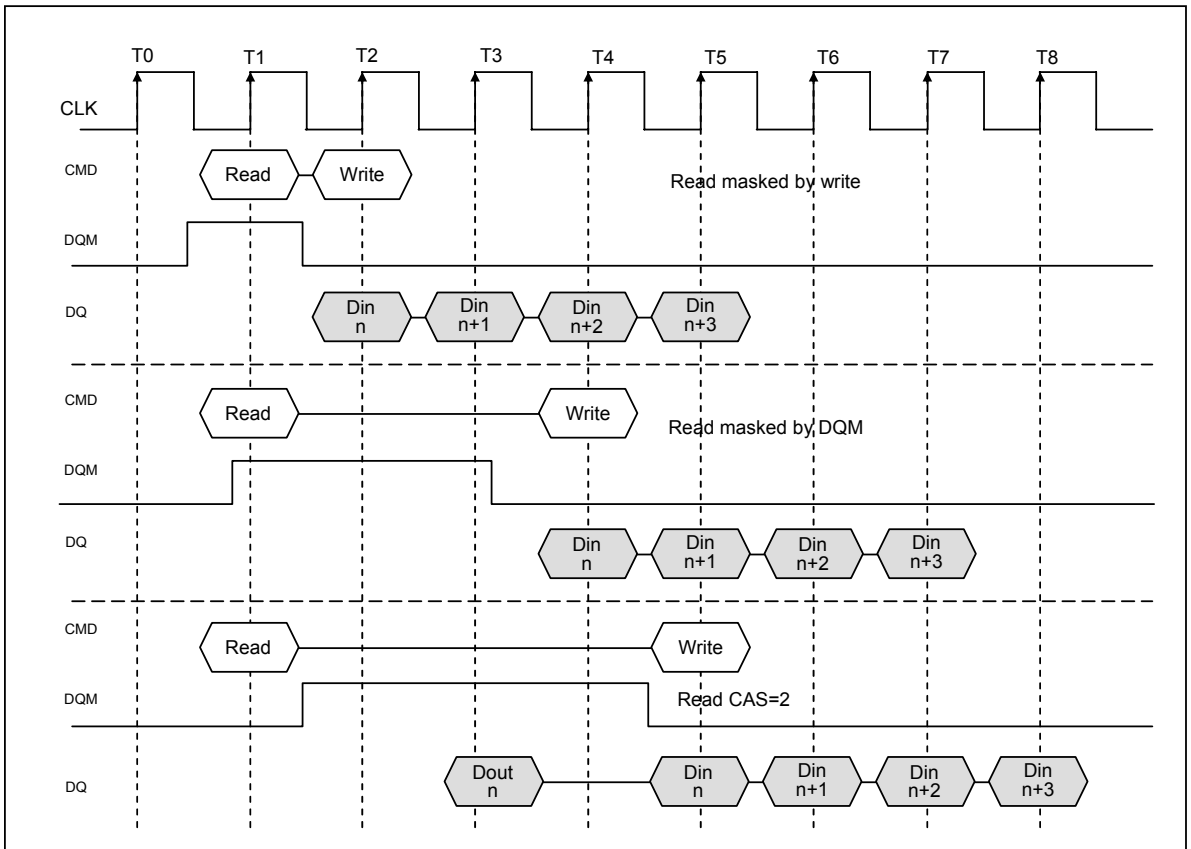 T0 T1 T2 T3 T4 T5 T6 T7 T8
CLK
CMD
Read Write
Read masked by write
DQM
DQ
Din n
Din n+1
Din n+2
Din n+3
CMD
Read Write
Read masked by DQM
DQM
DQ
Din n
Din n+1
Din n+2
Din n+3
CMD
Read Write
DQM
Read CAS=2
DQ
Dout n
Din n
Din n+1
Din n+2
Din n+3